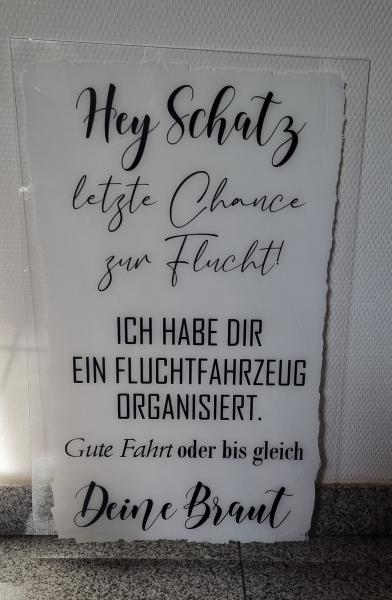 Hey Schatz
letzte Chance
zur Flucht!
ICH HABE DIR
EIN FLUCHTFAHRZEUG
ORGANISIERT.
Gute Fahrt oder bis gleich
Deine Braut